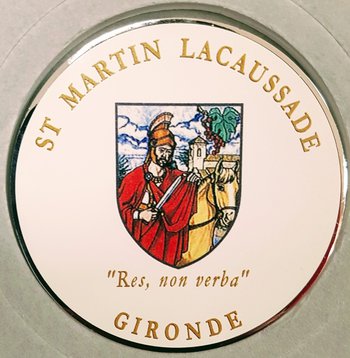 ST MARTIN LACAUSSADE
"Res, non verba"
GIRONDE